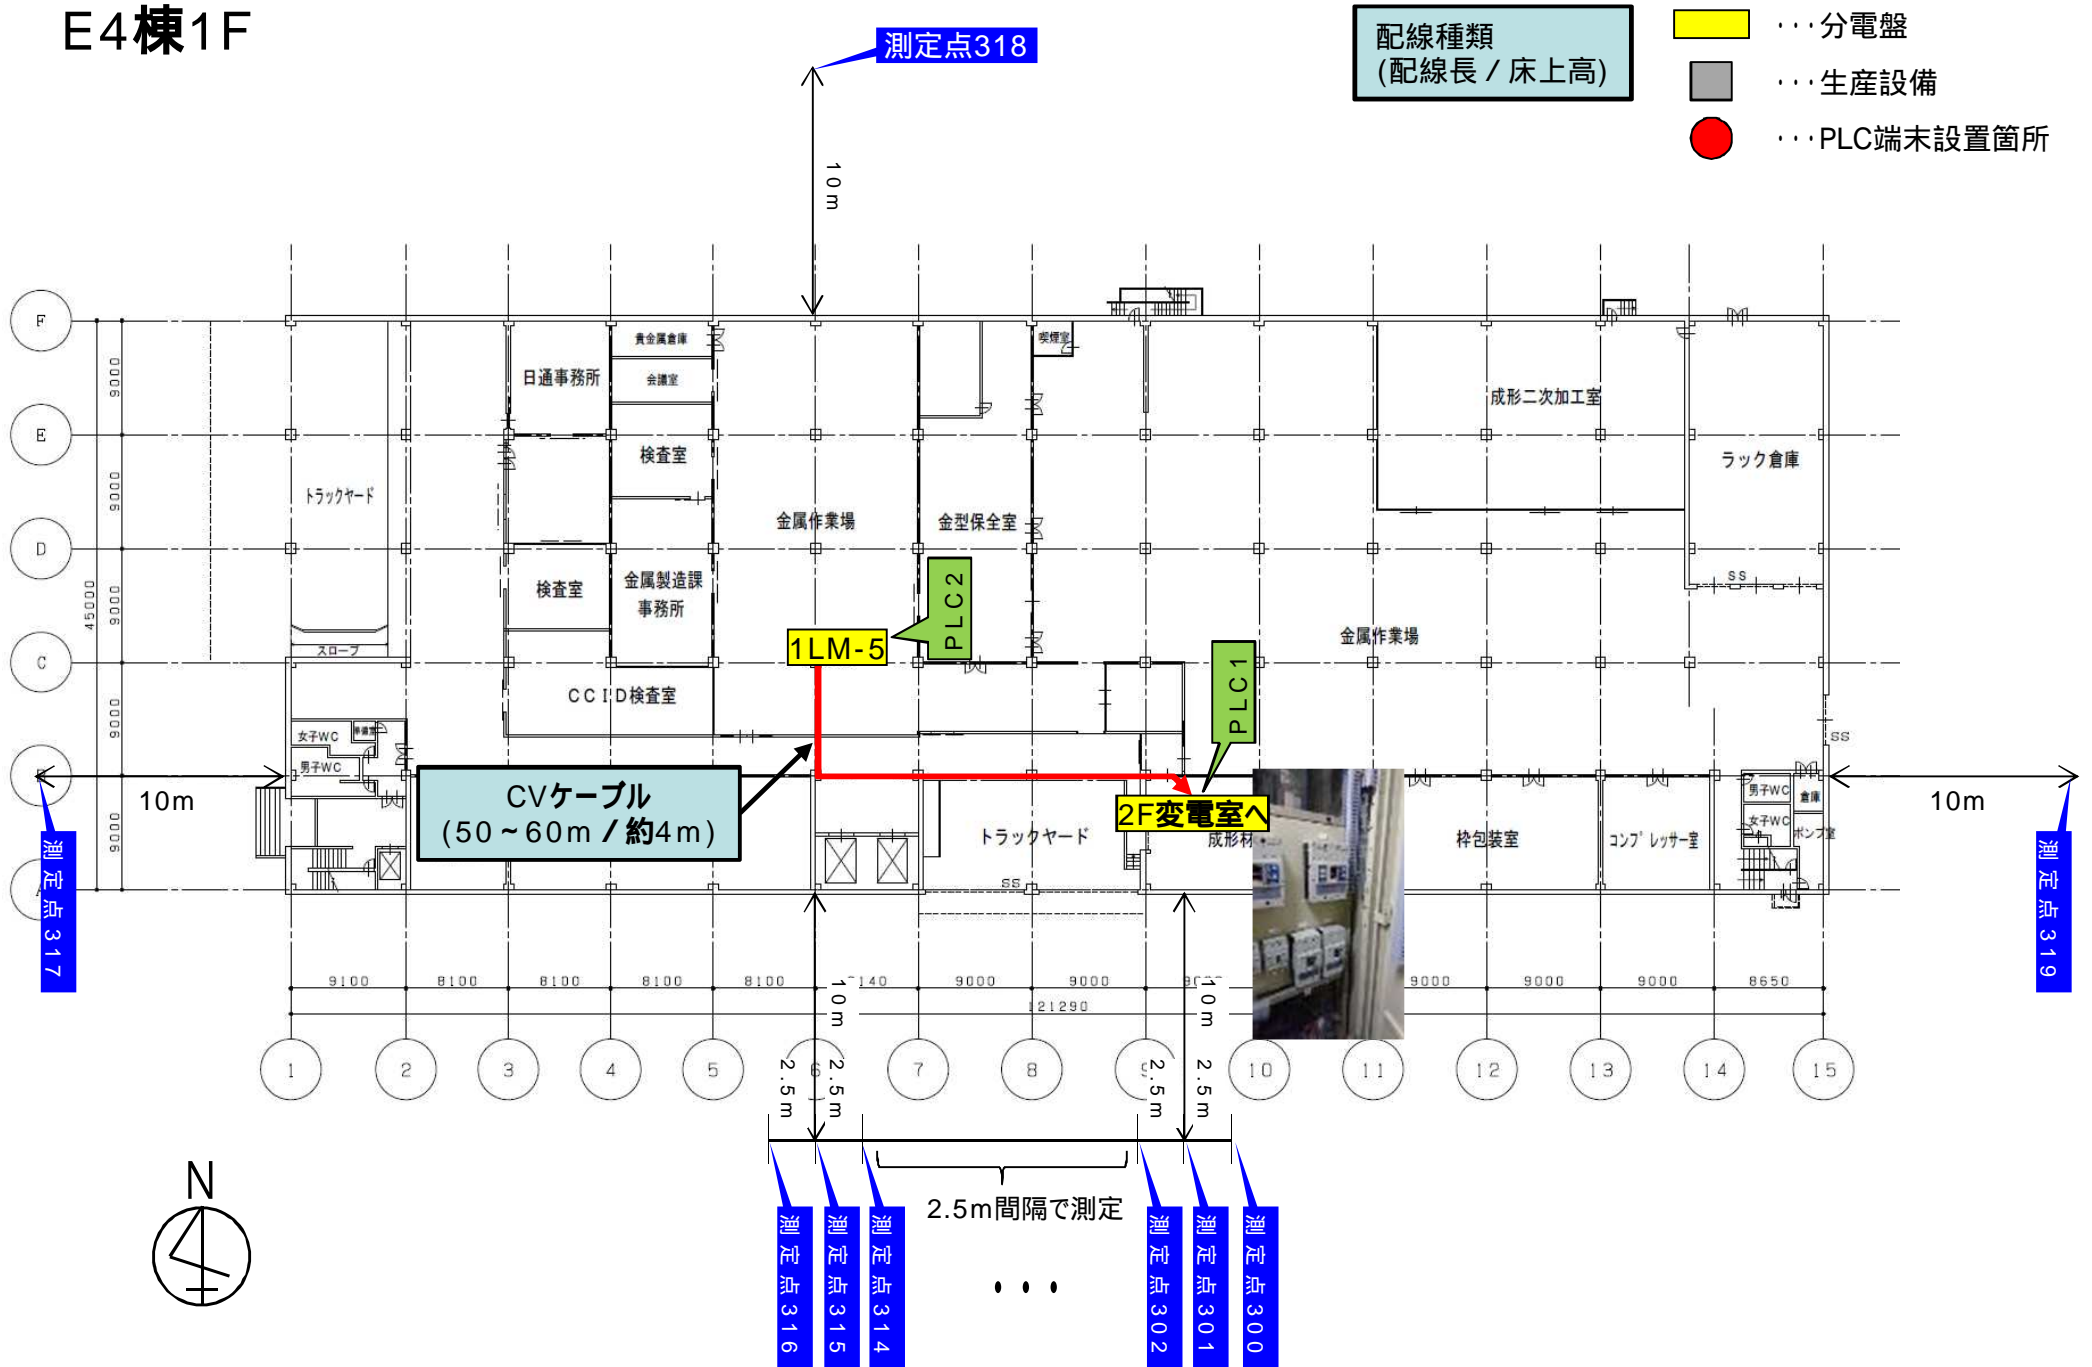 E4棟1F
測定点318
配線種類
(配線長 / 床上高)
･･･分電盤
･･･生産設備
･･･PLC端末設置箇所
10m
F
E
D
C
9000
9000
9000
9000
9000
45000
トラックヤード
スロープ
日通事務所
貴金属倉庫
会議室
検査室
検査室
金属製造課
事務所
CCID検査室
金属作業場
金型保全室
喫煙室
成形二次加工室
ラック倉庫
SS
金属作業場
1LM-5
PLC2
PLC1
女子WC
男子WC
10m
CVケーブル
(50~60m / 約4m)
2F変電室へ
トラックヤード
SS
成形材
枠包装室
コンプレッサー室
男子WC
女子WC
倉庫
ポンプ室
SS
10m
測定点317
測定点319
9100
8100
8100
8100
8100
140
9000
9000
9000
9000
9000
8650
121290
10m
10m
1
2
3
4
5
6
7
8
9
10
11
12
13
14
15
2.5m
2.5m
2.5m
2.5m
N
2.5m間隔で測定
測定点316
測定点315
測定点314
･･･
測定点302
測定点301
測定点300